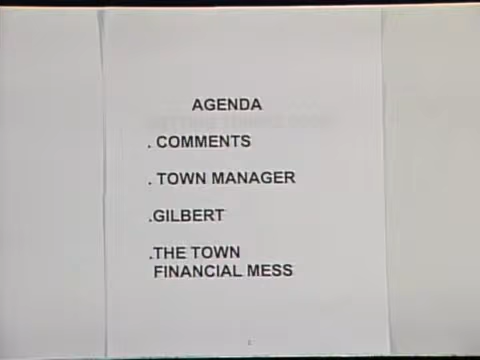 AGENDA
. COMMENTS
. TOWN MANAGER
.GILBERT
.THE TOWN
FINANCIAL MESS